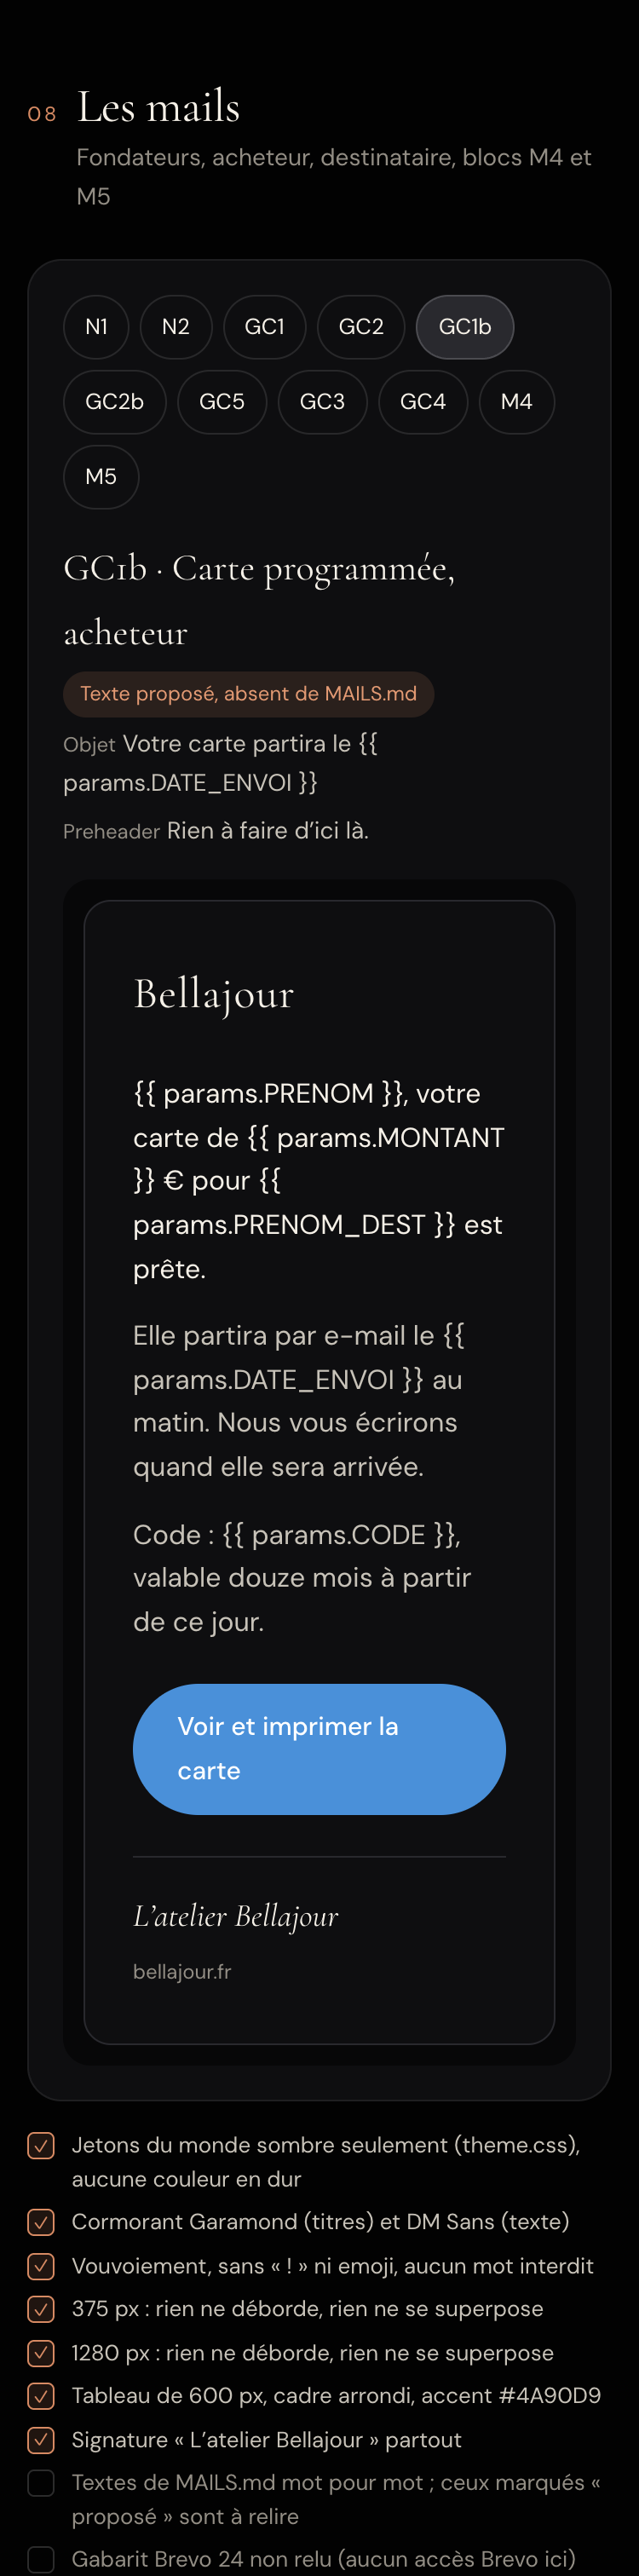 08 Les mails
Fondateurs, acheteur, destinataire, blocs M4 et
M5
N1 N2 GC1 GC2 GC1b
GC2b GC5 GC3 GC4 M4
M5
GC1b · Carte programmée,
acheteur
Texte proposé, absent de MAILS.md
Objet Votre carte partira le {{
params.DATE_ENVOI }}
Preheader Rien à faire d’ici là.
Bellajour
{{ params.PRENOM }}, votre
carte de {{ params.MONTANT
}} € pour {{
params.PRENOM_DEST }} est
prête.
Elle partira par e-mail le {{
params.DATE_ENVOI }} au
matin. Nous vous écrirons
quand elle sera arrivée.
Code : {{ params.CODE }},
valable douze mois à partir
de ce jour.
Voir et imprimer la
carte
L’atelier Bellajour
bellajour.fr
Jetons du monde sombre seulement (theme.css),
aucune couleur en dur
Cormorant Garamond (titres) et DM Sans (texte)
Vouvoiement, sans « ! » ni emoji, aucun mot interdit
375 px : rien ne déborde, rien ne se superpose
1280 px : rien ne déborde, rien ne se superpose
Tableau de 600 px, cadre arrondi, accent #4A90D9
Signature « L’atelier Bellajour » partout
Textes de MAILS.md mot pour mot ; ceux marqués «
proposé » sont à relire
Gabarit Brevo 24 non relu (aucun accès Brevo ici)